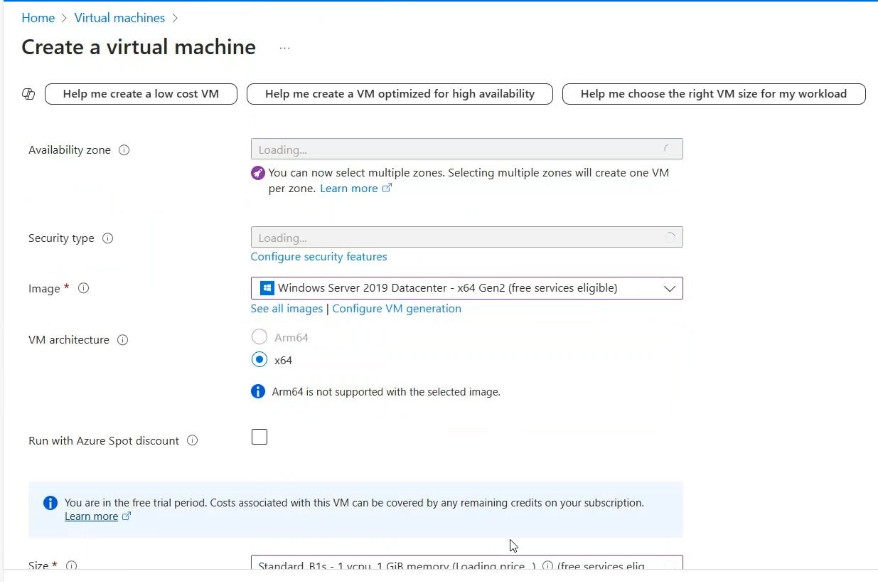 Home > Virtual machines >
Create a virtual machine ...
Help me create a low cost VM
Help me create a VM optimized for high availability
Help me choose the right VM size for my workload
Availability zone
Loading...
You can now select multiple zones. Selecting multiple zones will create one VM
per zone. Learn more
Security type
Loading...
Configure security features
Image *
Windows Server 2019 Datacenter - x64 Gen2 (free services eligible)
See all images | Configure VM generation
VM architecture
Arm64
x64
Arm64 is not supported with the selected image.
Run with Azure Spot discount
You are in the free trial period. Costs associated with this VM can be covered by any remaining credits on your subscription.
Learn more
Size *
Standard_B1s - 1 vcpu, 1 GiB memory (Loading price...) (free services elig